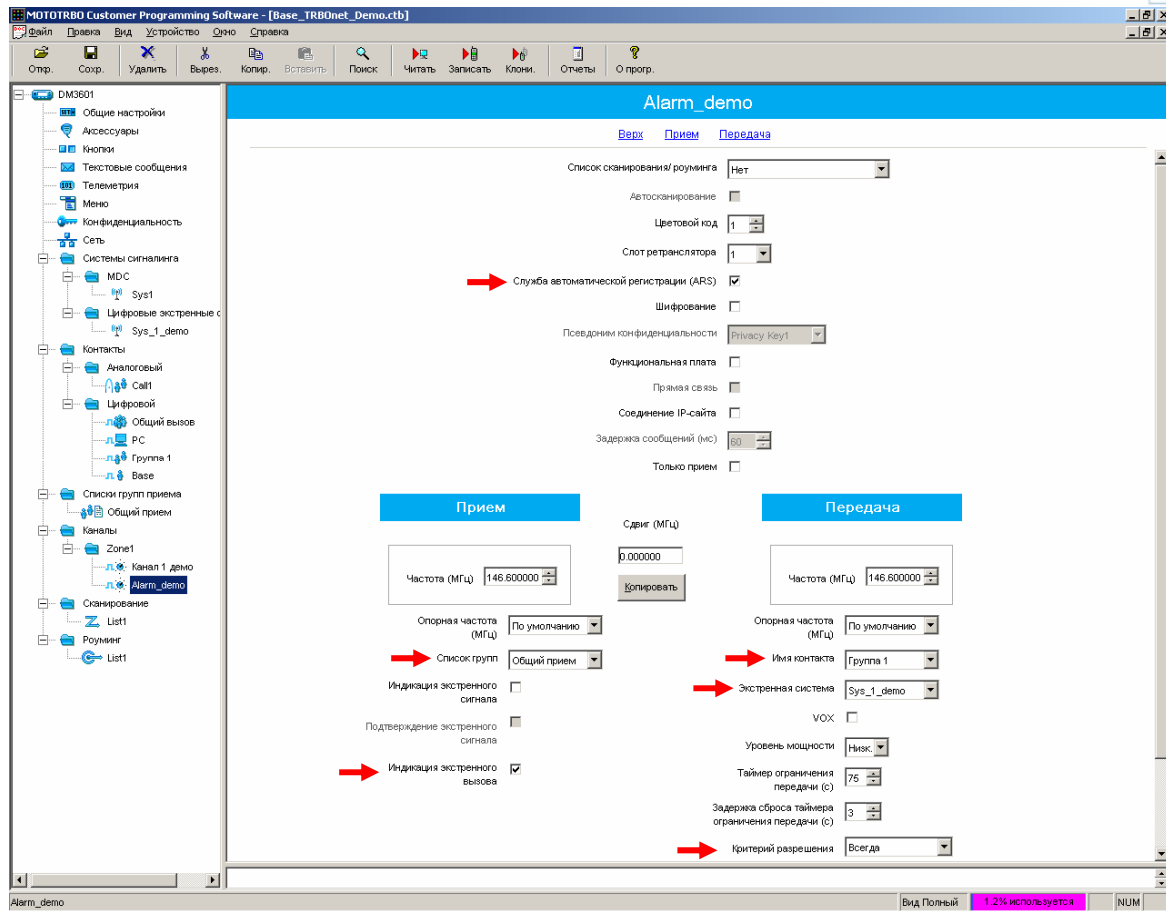 MOTOTRBO Customer Programming Software - [Base_TRBOnet_Demo.ctb]
Файл Правка Вид Устройство Окно Справка
Откр. Сохр. Удалить Вырез. Копир. Вставить Поиск Читать Записать Клони. Отчеты О прогр.
DM3601
Общие настройки
Аксессуары
Кнопки
Текстовые сообщения
Телеметрия
Меню
Конфиденциальность
Сеть
Системы сигналинга
MDC
Sys1
Цифровые экстренные с
Sys_1_demo
Контакты
Аналоговый
Call1
Цифровой
Общий вызов
PC
Группа 1
Base
Списки групп приема
Общий прием
Каналы
Zone1
Канал 1 демо
Alarm_demo
Сканирование
List1
Роуминг
List1
Alarm_demo
Верх Прием Передача
Список сканирования/ роуминга Нет
Автосканирование
Цветовой код 1
Слот ретранслятора 1
Служба автоматической регистрации (ARS)
Шифрование
Псевдоним конфиденциальности Privacy Key1
Функциональная плата
Прямая связь
Соединение IP-сайта
Задержка сообщений (мс) 60
Только прием
Прием
Частота (МГц) 146.600000
Опорная частота
(МГц) По умолчанию
Список групп Общий прием
Индикация экстренного
сигнала
Подтверждение экстренного
сигнала
Индикация экстренного
вызова
Сдвиг (МГц)
0.000000
Копировать
Передача
Частота (МГц) 146.600000
Опорная частота
(МГц) По умолчанию
Имя контакта Группа 1
Экстренная система Sys_1_demo
VOX
Уровень мощности Низк.
Таймер ограничения
передачи (с) 75
Задержка сброса таймера
ограничения передачи (с) 3
Критерий разрешения Всегда
Alarm_demo Вид Полный 1.2% используется NUM